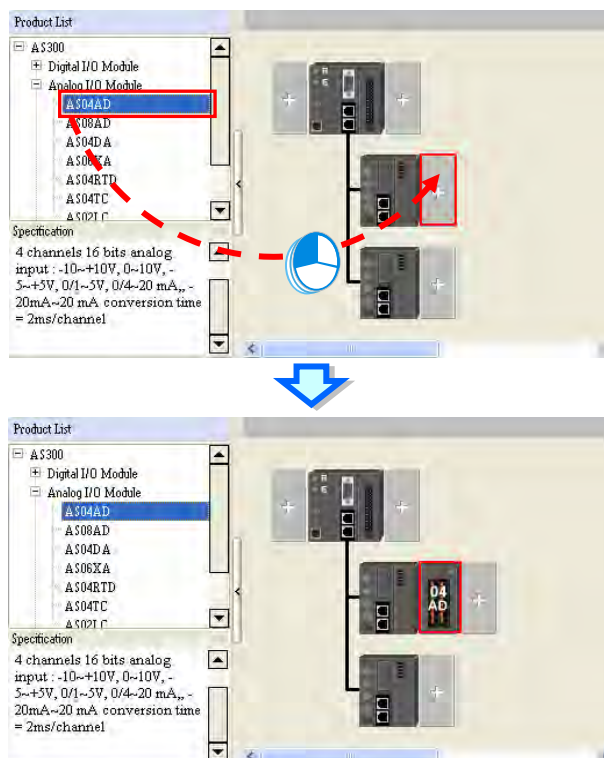 Product List
AS300
Digital I/O Module
Analog I/O Module
AS04AD
AS08AD
AS04DA
AS06XA
AS04RTD
AS04TC
AS02LC
Specification
4 channels 16 bits analog
input : -10~+10V, 0~10V, -
5~+5V, 0/1~5V, 0/4~20 mA,, -
20mA~20 mA conversion time
= 2ms/channel
R
E
Product List
AS300
Digital I/O Module
Analog I/O Module
AS04AD
AS08AD
AS04DA
AS06XA
AS04RTD
AS04TC
AS02LC
Specification
4 channels 16 bits analog
input : -10~+10V, 0~10V, -
5~+5V, 0/1~5V, 0/4~20 mA,, -
20mA~20 mA conversion time
= 2ms/channel
R
E
04
AD